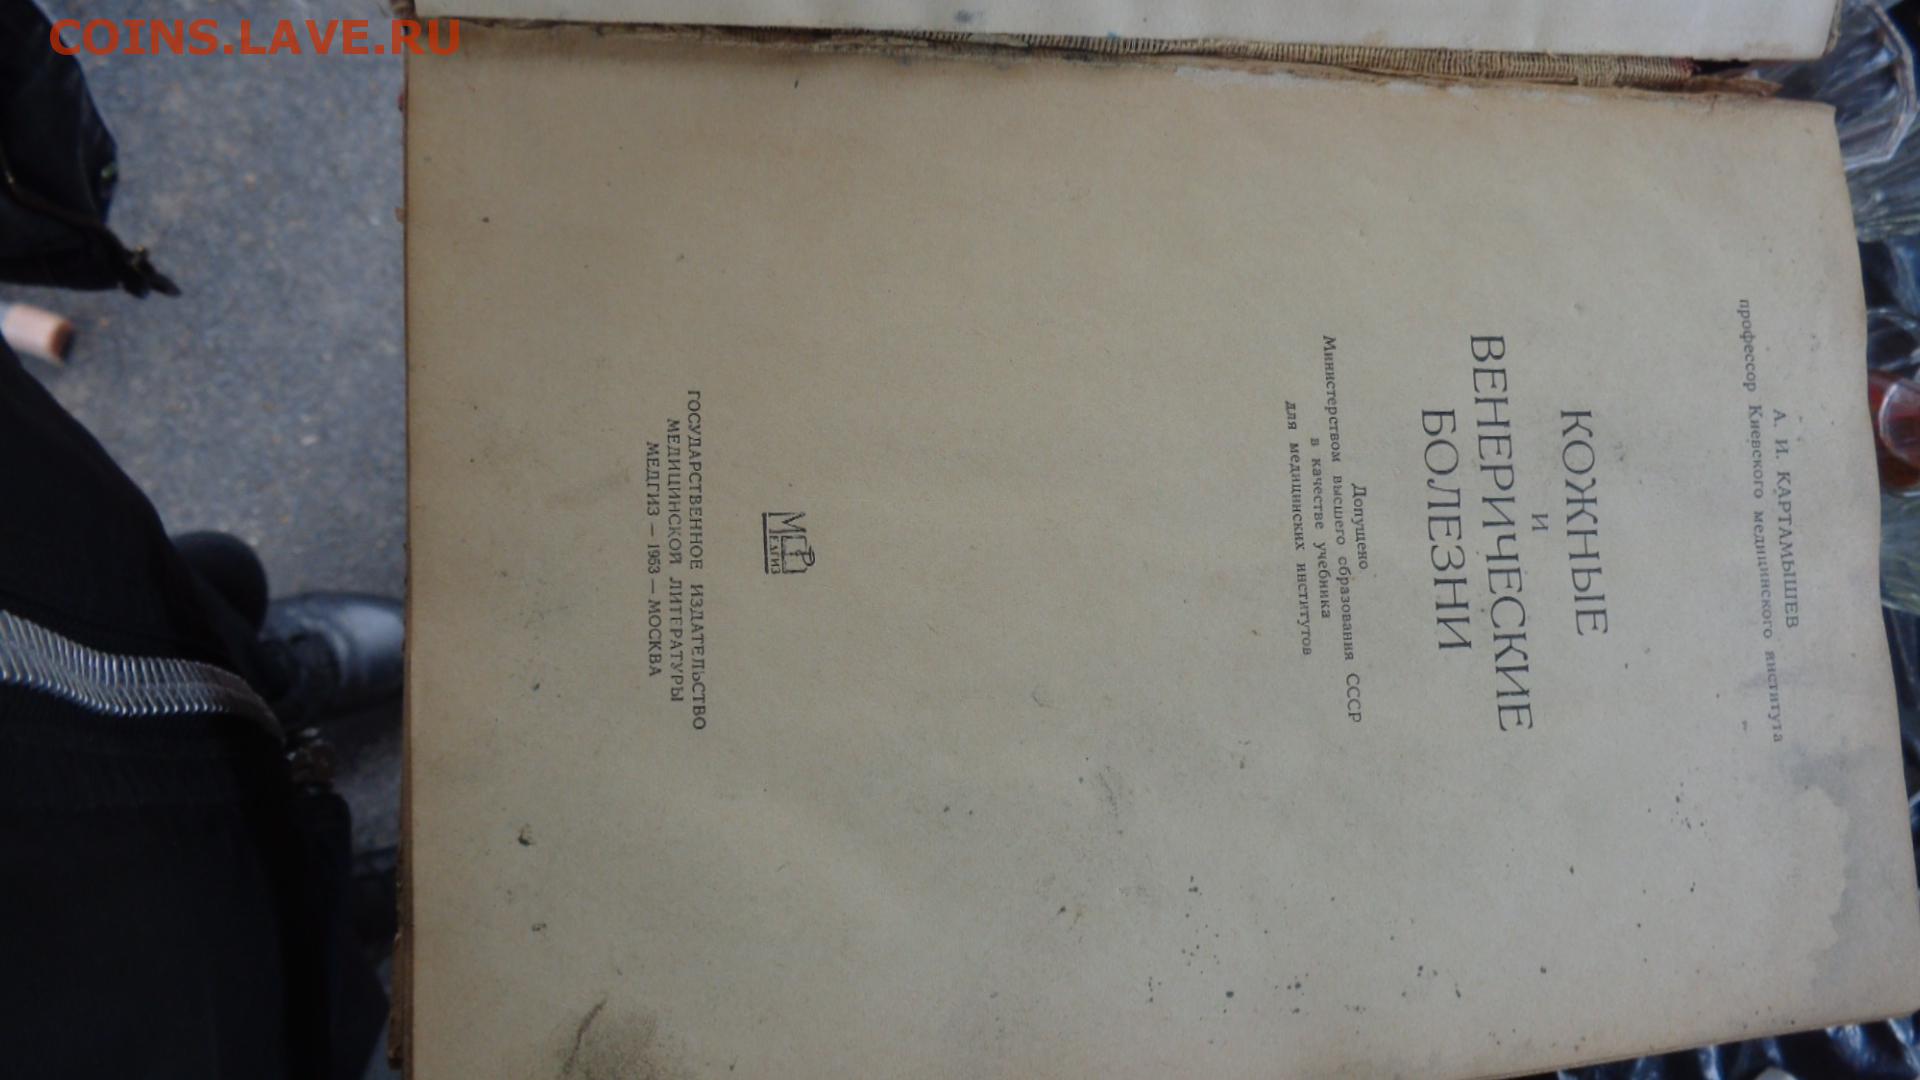 COINS.LAVE.RU
А. И. КАРТАМЫШЕВ
профессор Киевского медицинского института
КОЖНЫЕ
И
ВЕНЕРИЧЕСКИЕ
БОЛЕЗНИ
Допущено
Министерством высшего образования СССР
в качестве учебника
для медицинских институтов
МЕДГИЗ
ГОСУДАРСТВЕННОЕ ИЗДАТЕЛЬСТВО
МЕДИЦИНСКОЙ ЛИТЕРАТУРЫ
МЕДГИЗ — 1953 — МОСКВА